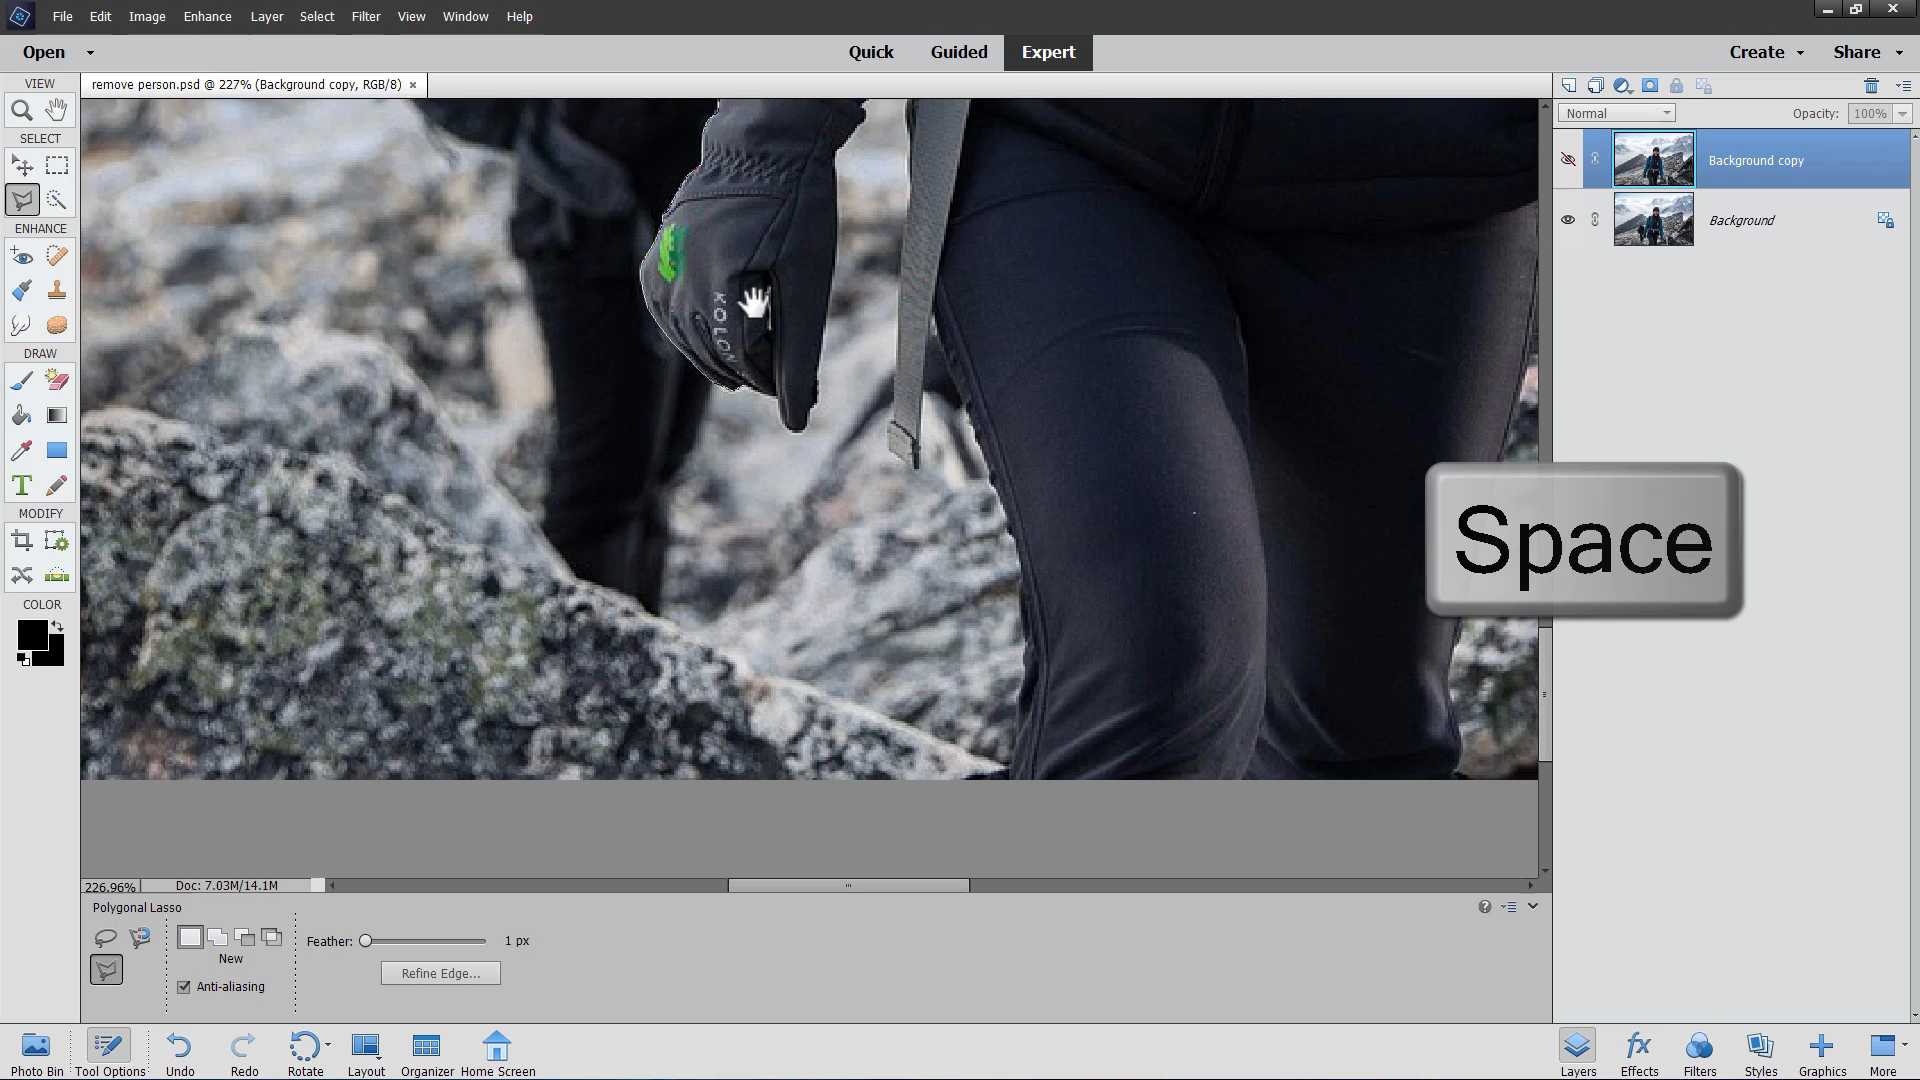 File Edit Image Enhance Layer Select Filter View Window Help
Open Quick Guided Expert Create Share
VIEW
remove person.psd @ 227% (Background copy, RGB/8) ×
Normal Opacity: 100%
SELECT
Background copy
Background
ENHANCE
KOLON
DRAW
T
MODIFY
Space
COLOR
226.96% Doc: 7.03M/14.1M
Polygonal Lasso
Feather: 1 px
New
Refine Edge...
Anti-aliasing
fx
Photo Bin Tool Options Undo Redo Rotate Layout Organizer Home Screen Layers Effects Filters Styles Graphics More